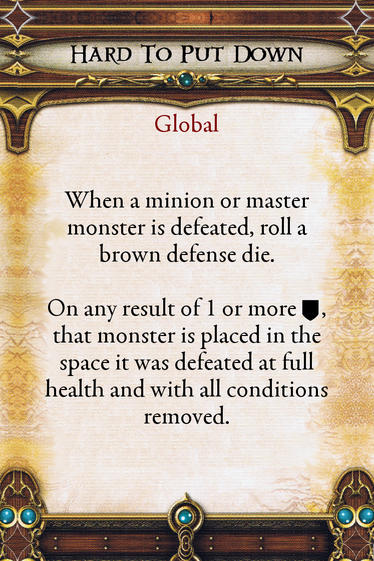 Hard To Put Down
Global
When a minion or master
monster is defeated, roll a
brown defense die.
On any result of 1 or more ,
that monster is placed in the
space it was defeated at full
health and with all conditions
removed.